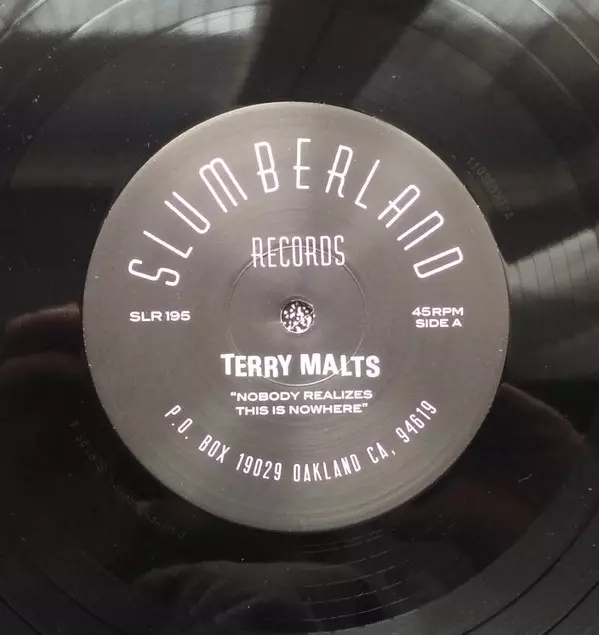 SLUMBERLAND
RECORDS
SLR 195
45RPM
SIDE A
TERRY MALTS
"NOBODY REALIZES
THIS IS NOWHERE"
P.O. BOX 19029 OAKLAND CA, 94619